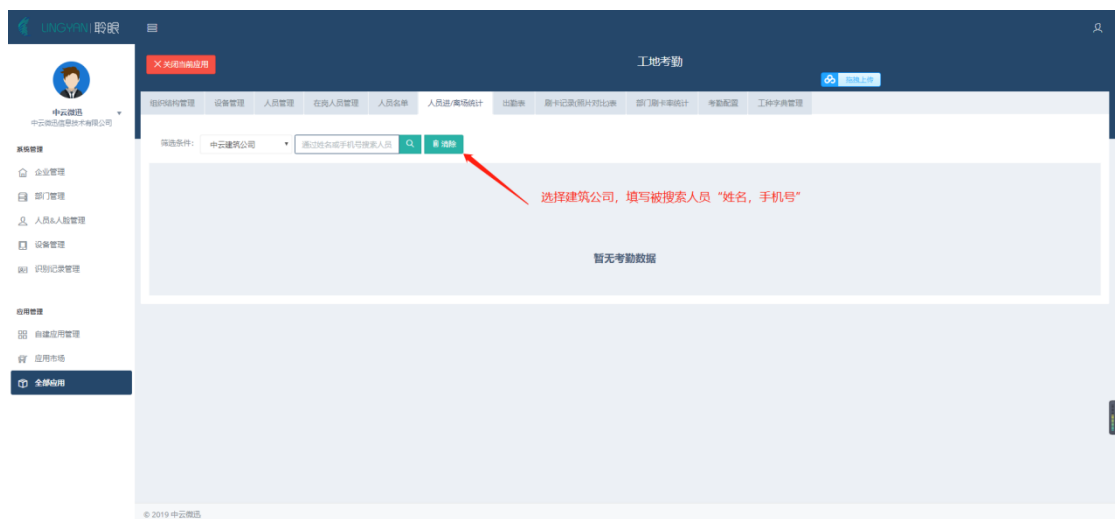 LINGYAN|聆眼
中云微迅
中云微迅信息技术有限公司
系统管理
企业管理
部门管理
人员&人脸管理
设备管理
识别记录管理
应用管理
自建应用管理
应用市场
全部应用
X 关闭当前应用
工地考勤
拖拽上传
组织结构管理 设备管理 人员管理 在岗人员管理 人员名单 人员进/离场统计 出勤表 刷卡记录(照片对比)表 部门刷卡率统计 考勤配置 工种字典管理
筛选条件: 中云建筑公司 通过姓名或手机号搜索人员 清除
选择建筑公司，填写被搜索人员“姓名，手机号”
暂无考勤数据
© 2019 中云微迅